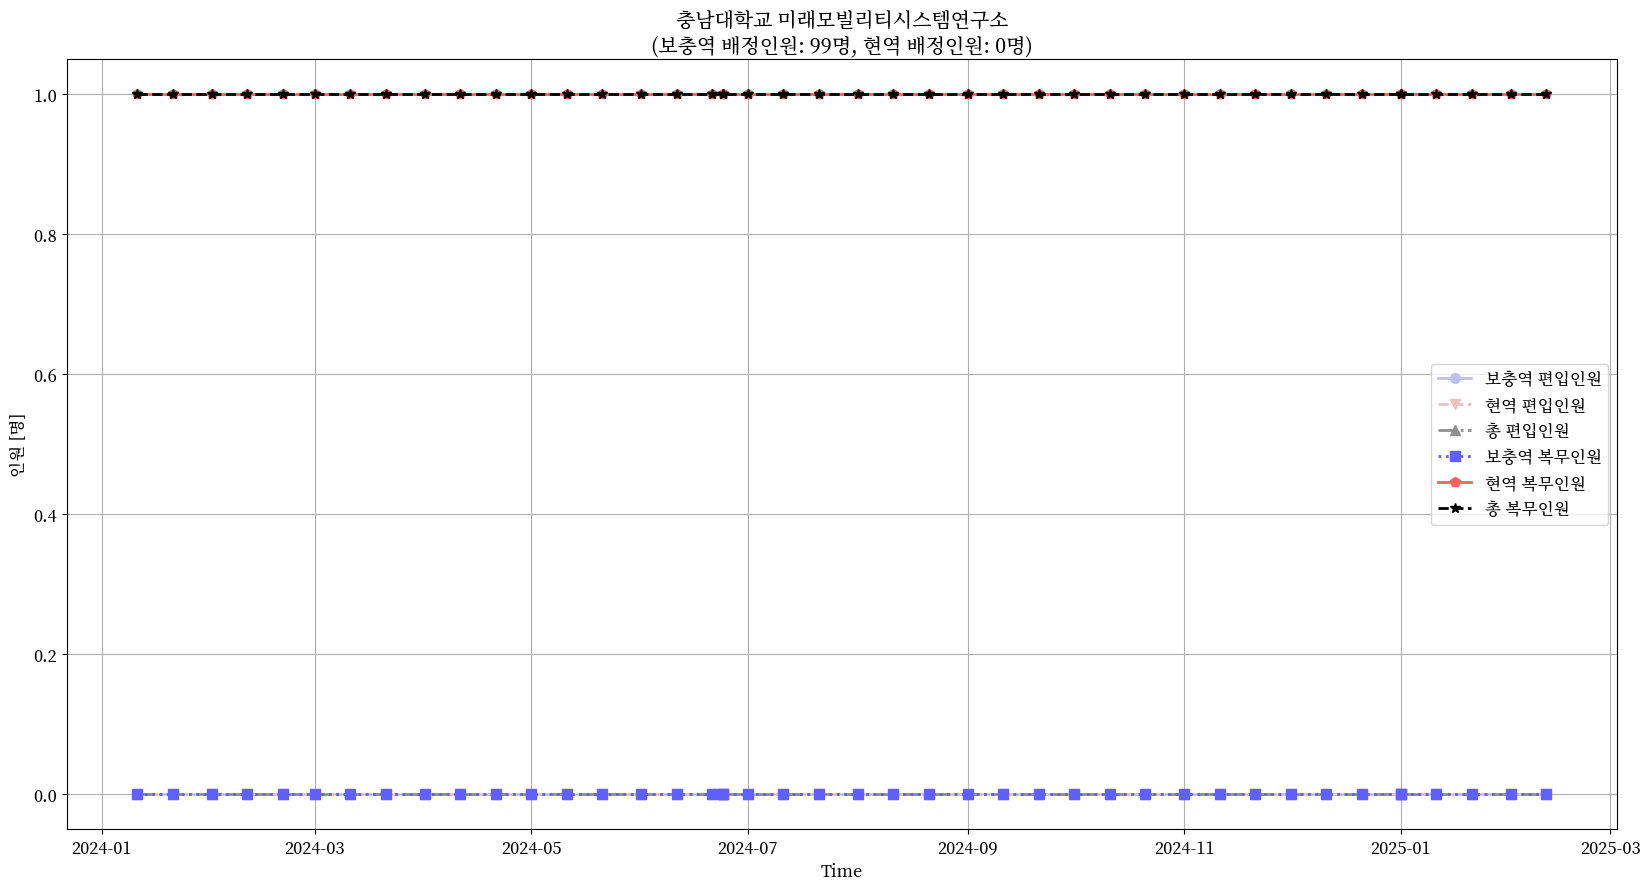 충남대학교 미래모빌리티시스템연구소
(보충역 배정인원: 99명, 현역 배정인원: 0명)
1.0
0.8
0.6
0.4
0.2
0.0
인원 [명]
보충역 편입인원
현역 편입인원
총 편입인원
보충역 복무인원
현역 복무인원
총 복무인원
2024-01
2024-03
2024-05
2024-07
2024-09
2024-11
2025-01
2025-03
Time